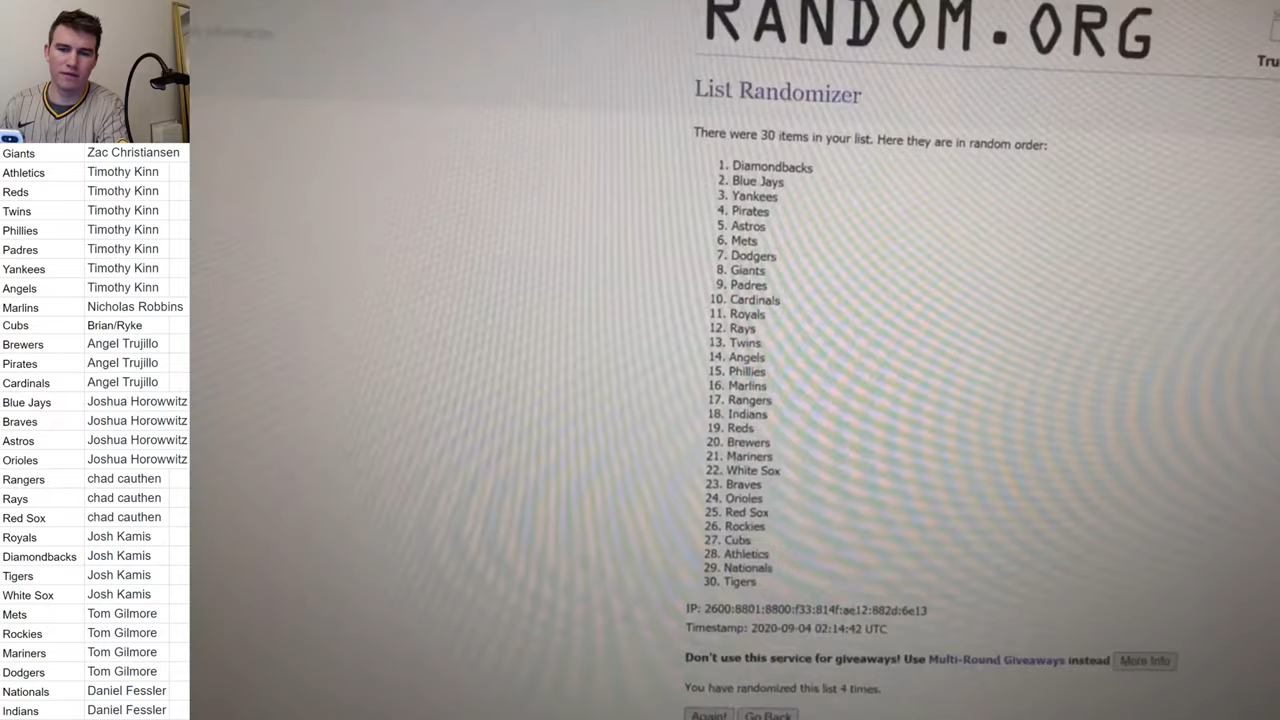 Giants Zac Christiansen
Athletics Timothy Kinn
Reds Timothy Kinn
Twins Timothy Kinn
Phillies Timothy Kinn
Padres Timothy Kinn
Yankees Timothy Kinn
Angels Timothy Kinn
Marlins Nicholas Robbins
Cubs Brian/Ryke
Brewers Angel Trujillo
Pirates Angel Trujillo
Cardinals Angel Trujillo
Blue Jays Joshua Horowwitz
Braves Joshua Horowwitz
Astros Joshua Horowwitz
Orioles Joshua Horowwitz
Rangers chad cauthen
Rays chad cauthen
Red Sox chad cauthen
Royals Josh Kamis
Diamondbacks Josh Kamis
Tigers Josh Kamis
White Sox Josh Kamis
Mets Tom Gilmore
Rockies Tom Gilmore
Mariners Tom Gilmore
Dodgers Tom Gilmore
Nationals Daniel Fessler
Indians Daniel Fessler
RANDOM.ORG
Tru
List Randomizer
There were 30 items in your list. Here they are in random order:
1. Diamondbacks
2. Blue Jays
3. Yankees
4. Pirates
5. Astros
6. Mets
7. Dodgers
8. Giants
9. Padres
10. Cardinals
11. Royals
12. Rays
13. Twins
14. Angels
15. Phillies
16. Marlins
17. Rangers
18. Indians
19. Reds
20. Brewers
21. Mariners
22. White Sox
23. Braves
24. Orioles
25. Red Sox
26. Rockies
27. Cubs
28. Athletics
29. Nationals
30. Tigers
IP: 2600:8801:8800:f33:814f:ae12:882d:6e13
Timestamp: 2020-09-04 02:14:42 UTC
Don't use this service for giveaways! Use Multi-Round Giveaways instead More Info
You have randomized this list 4 times.
Again! Go Back